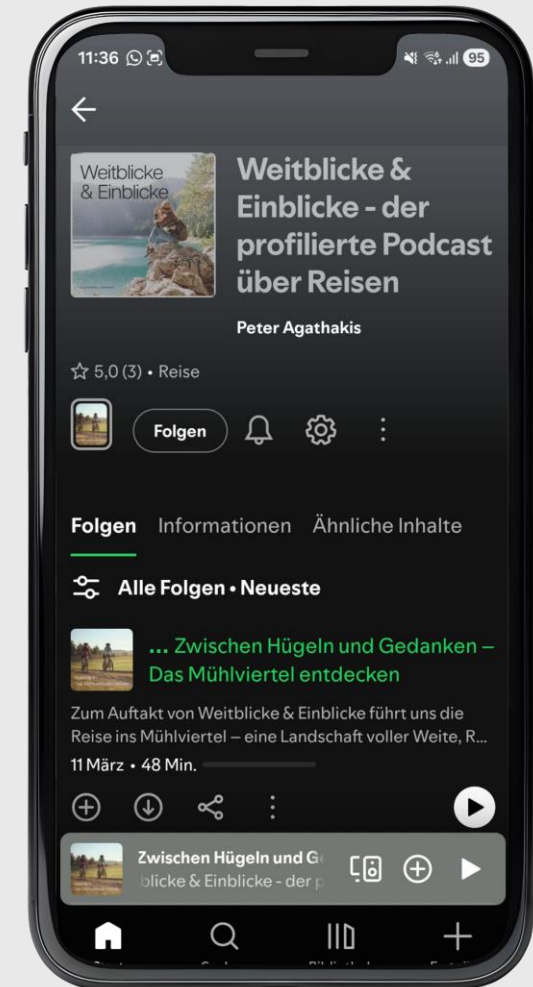 11:36
95
Weitblicke
& Einblicke
Weitblicke &
Einblicke - der
profilierte Podcast
über Reisen
Peter Agathakis
5,0 (3) • Reise
Folgen
Folgen Informationen Ähnliche Inhalte
Alle Folgen • Neueste
... Zwischen Hügeln und Gedanken –
Das Mühlviertel entdecken
Zum Auftakt von Weitblicke & Einblicke führt uns die
Reise ins Mühlviertel – eine Landschaft voller Weite, R...
11 März • 48 Min.
Zwischen Hügeln und G
blicke & Einblicke - der p